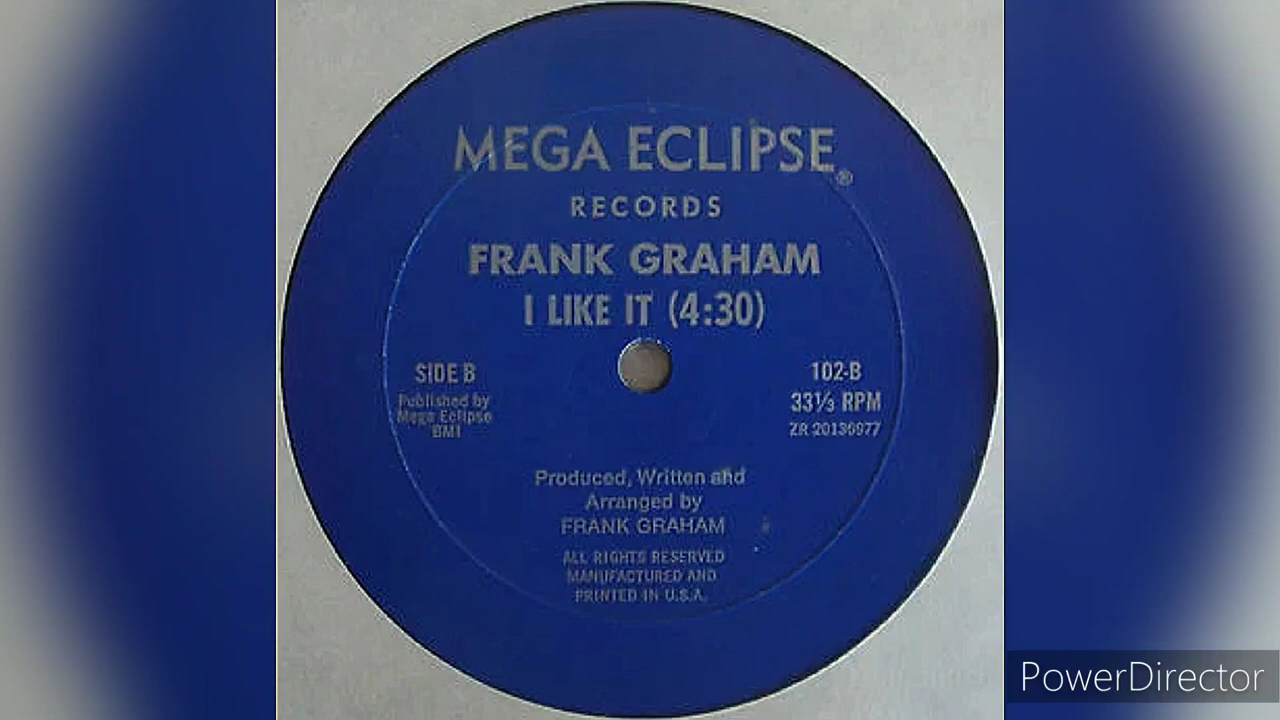 MEGA ECLIPSE®
RECORDS
FRANK GRAHAM
I LIKE IT (4:30)
SIDE B
Published by
Mega Eclipse
BMI
102-B
33⅓ RPM
ZR 20136977
Produced, Written and
Arranged by
FRANK GRAHAM
ALL RIGHTS RESERVED
MANUFACTURED AND
PRINTED IN U.S.A.
PowerDirector